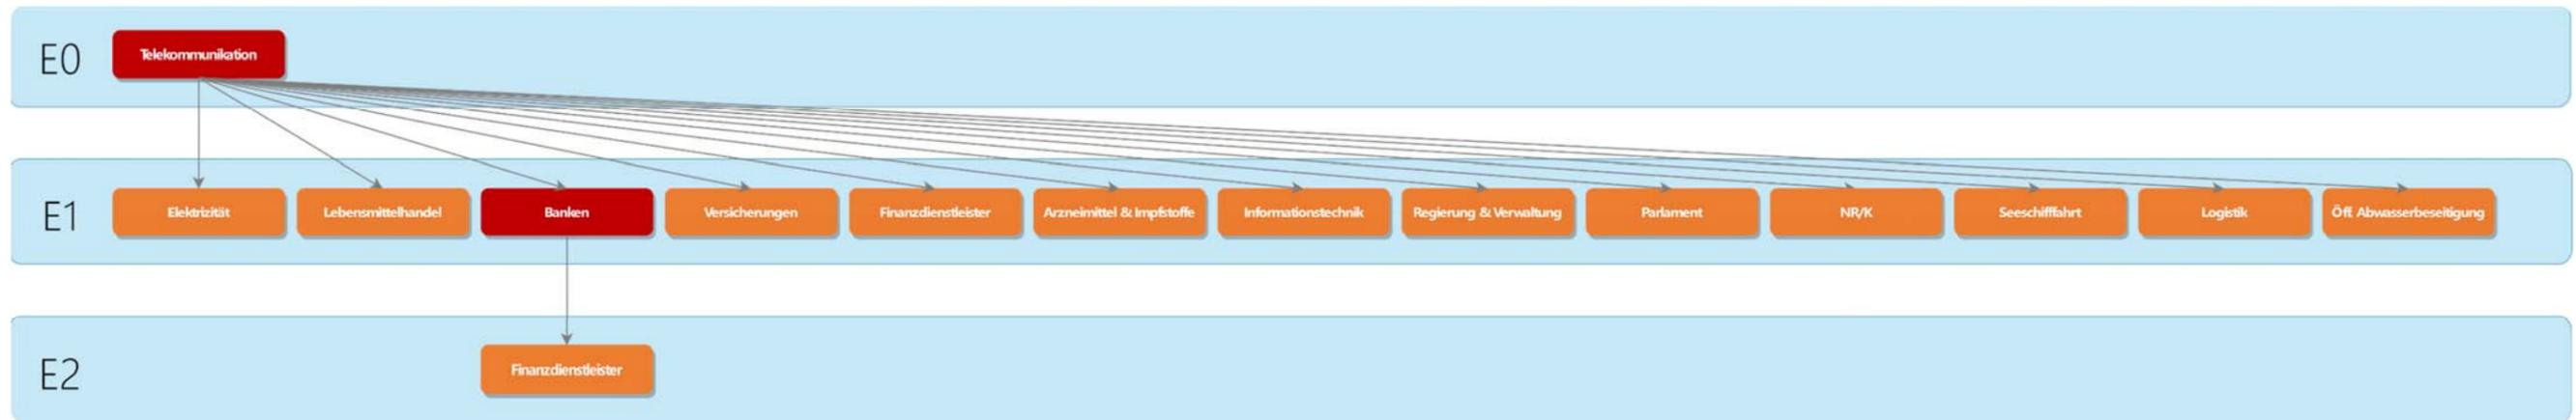 E0
Telekommunikation
E1
Elektrizität
Lebensmittelhandel
Banken
Versicherungen
Finanzdienstleister
Arzneimittel & Impfstoffe
Informationstechnik
Regierung & Verwaltung
Parlament
NR/K
Seeschifffahrt
Logistik
Öff. Abwasserbeseitigung
E2
Finanzdienstleister